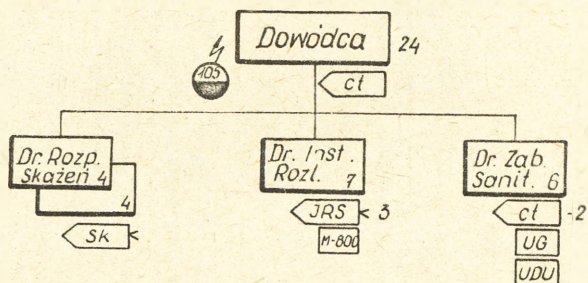 Dowódca 24
105
ct
Dr. Rozp.
Skażeń 4
4
Sk <
Dr. Inst.
Rozl.
7
JRS < 3
M-800
Dr. Zab.
Sanit. 6
ct -2
UG
UDU